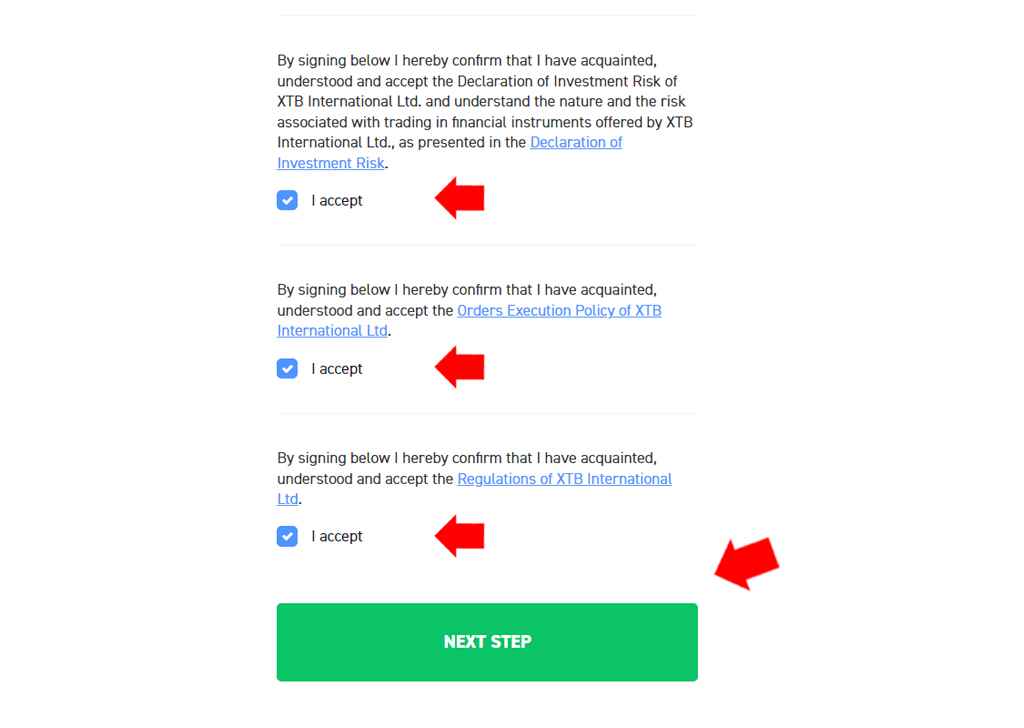 By signing below I hereby confirm that I have acquainted,
understood and accept the Declaration of Investment Risk of
XTB International Ltd. and understand the nature and the risk
associated with trading in financial instruments offered by XTB
International Ltd., as presented in the Declaration of
Investment Risk.
I accept
By signing below I hereby confirm that I have acquainted,
understood and accept the Orders Execution Policy of XTB
International Ltd.
I accept
By signing below I hereby confirm that I have acquainted,
understood and accept the Regulations of XTB International
Ltd.
I accept
NEXT STEP